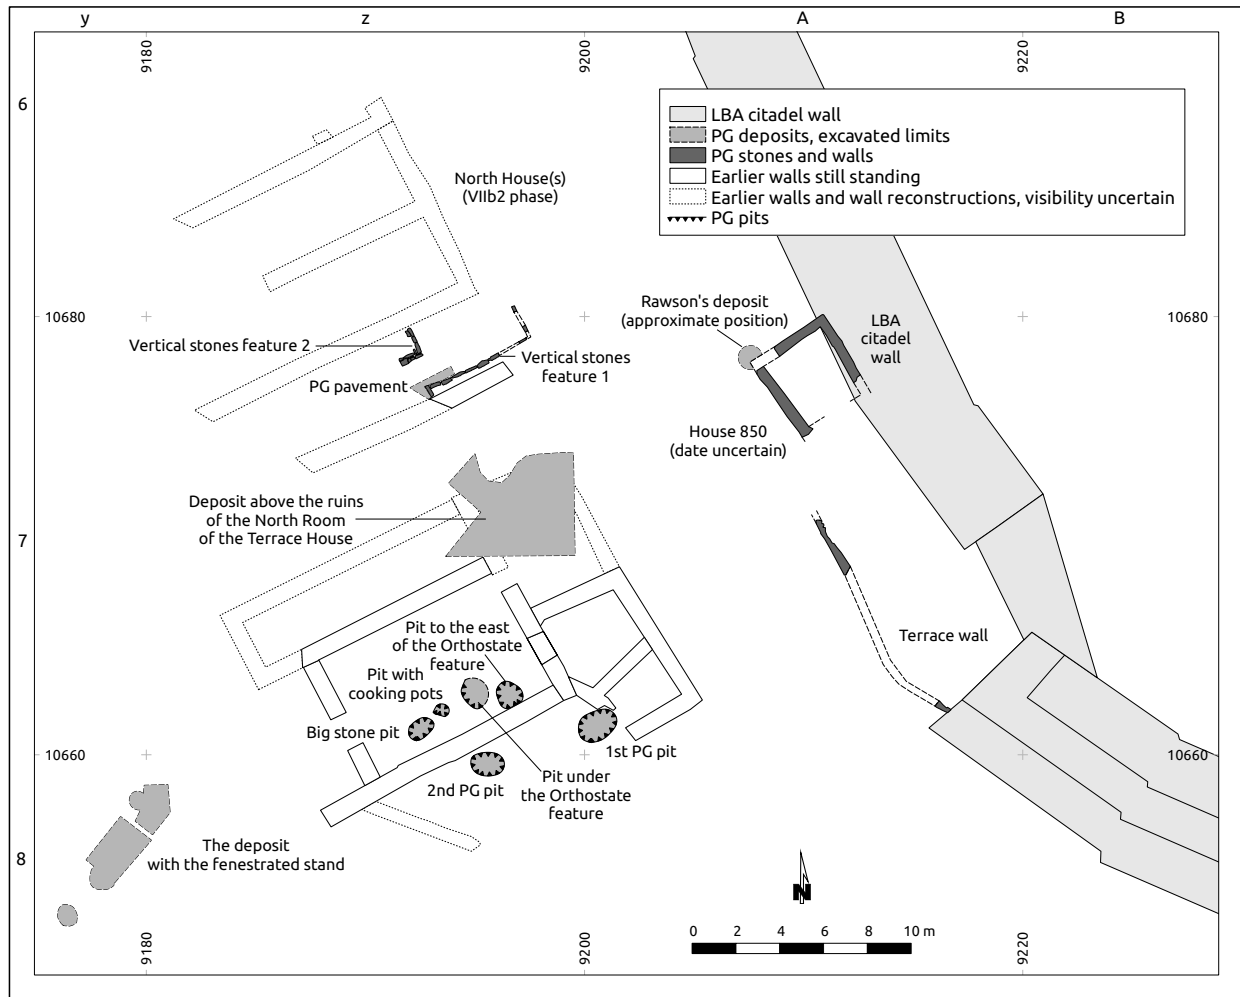 y z A B
9180 9200 9220
6
LBA citadel wall
PG deposits, excavated limits
PG stones and walls
Earlier walls still standing
Earlier walls and wall reconstructions, visibility uncertain
PG pits
North House(s)
(VIIb2 phase)
10680
Rawson's deposit
(approximate position)
LBA
citadel
wall
10680
Vertical stones feature 2
Vertical stones
feature 1
PG pavement
House 850
(date uncertain)
Deposit above the ruins
of the North Room
of the Terrace House
7
Pit to the east
of the Orthostate
feature
Terrace wall
Pit with
cooking pots
Big stone pit
1st PG pit
10660
10660
2nd PG pit
Pit under
the Orthostate
feature
The deposit
with the fenestrated stand
8
N
0 2 4 6 8 10 m
9180 9200 9220